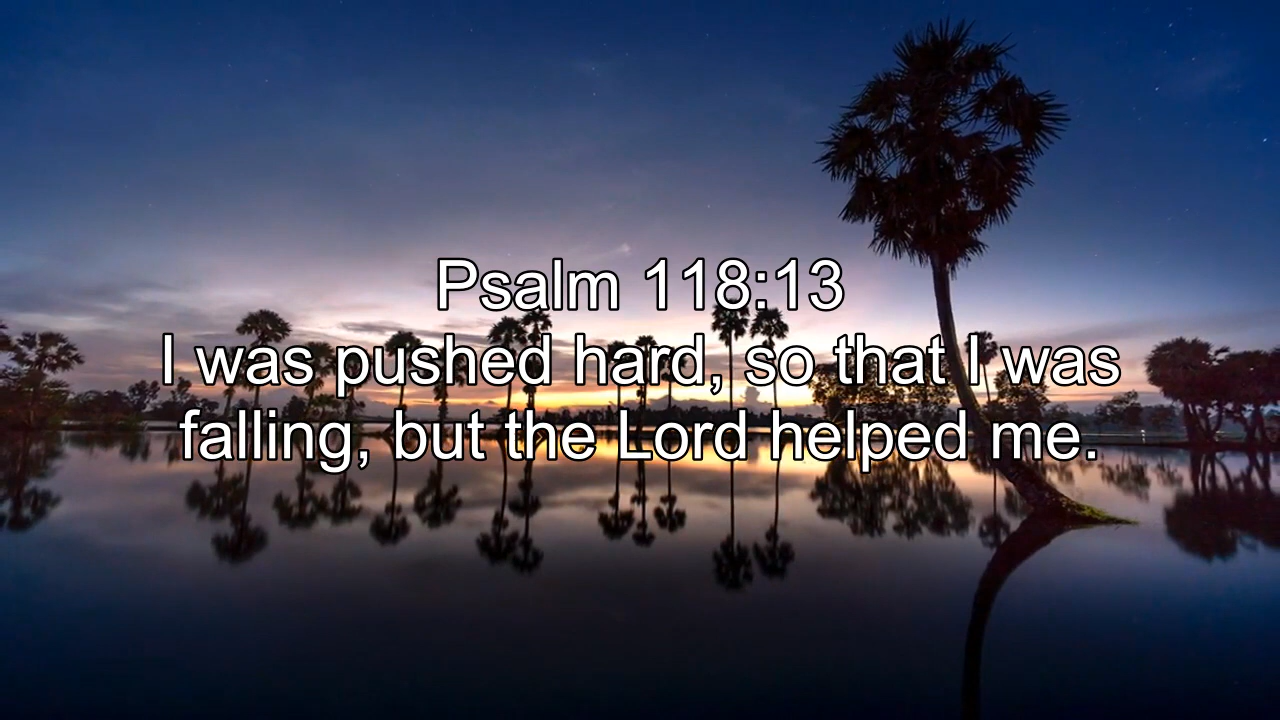 Psalm 118:13
I was pushed hard, so that I was
falling, but the Lord helped me.